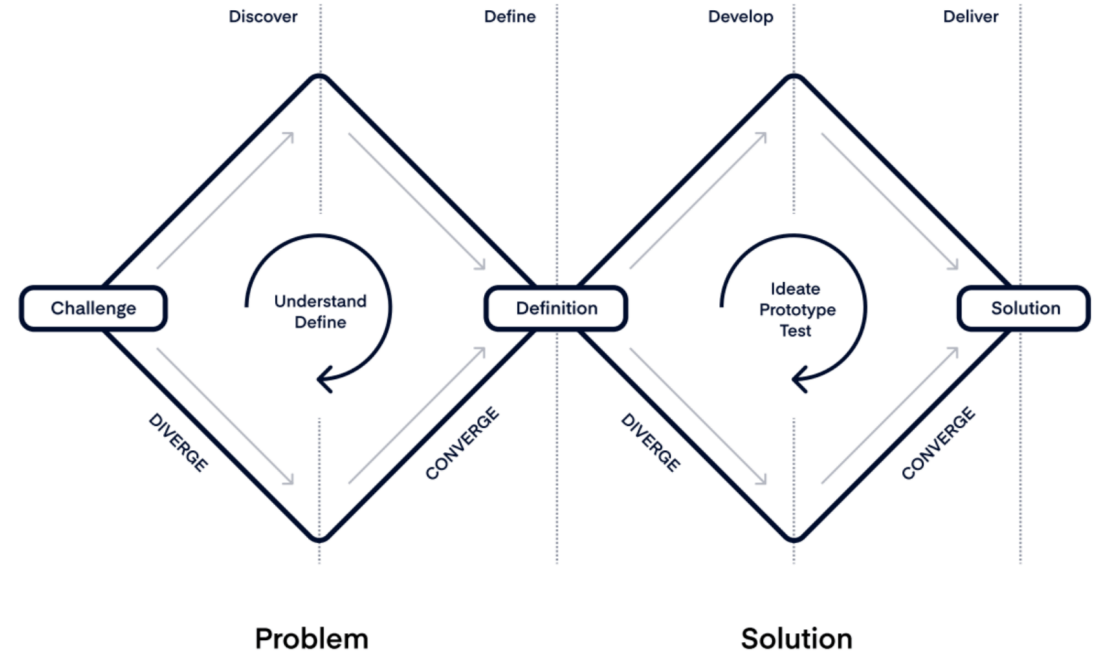 Discover
Define
Develop
Deliver
Challenge
Understand
Define
Definition
Ideate
Prototype
Test
Solution
DIVERGE
CONVERGE
DIVERGE
CONVERGE
Problem
Solution